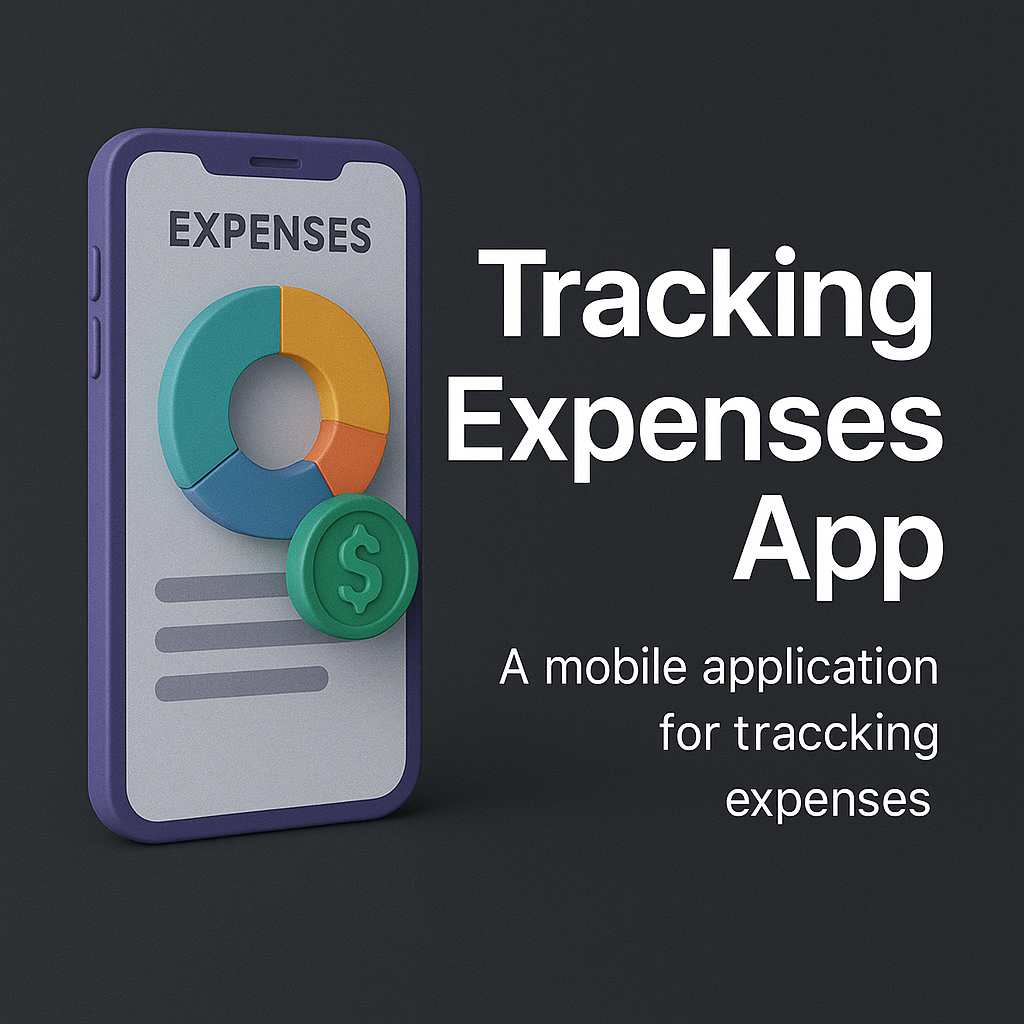 EXPENSES
$
Tracking
Expenses
App
A mobile application
for traccking
expenses